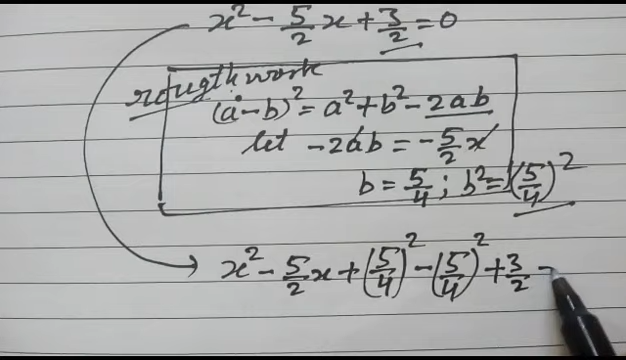 x² - 5/2 x + 3/2 = 0
rougthwork
(a - b)² = a² + b² - 2ab
let -2ab = -5/2 x
b = 5/4 ; b² = (5/4)²
x² - 5/2 x + (5/4)² - (5/4)² + 3/2 -